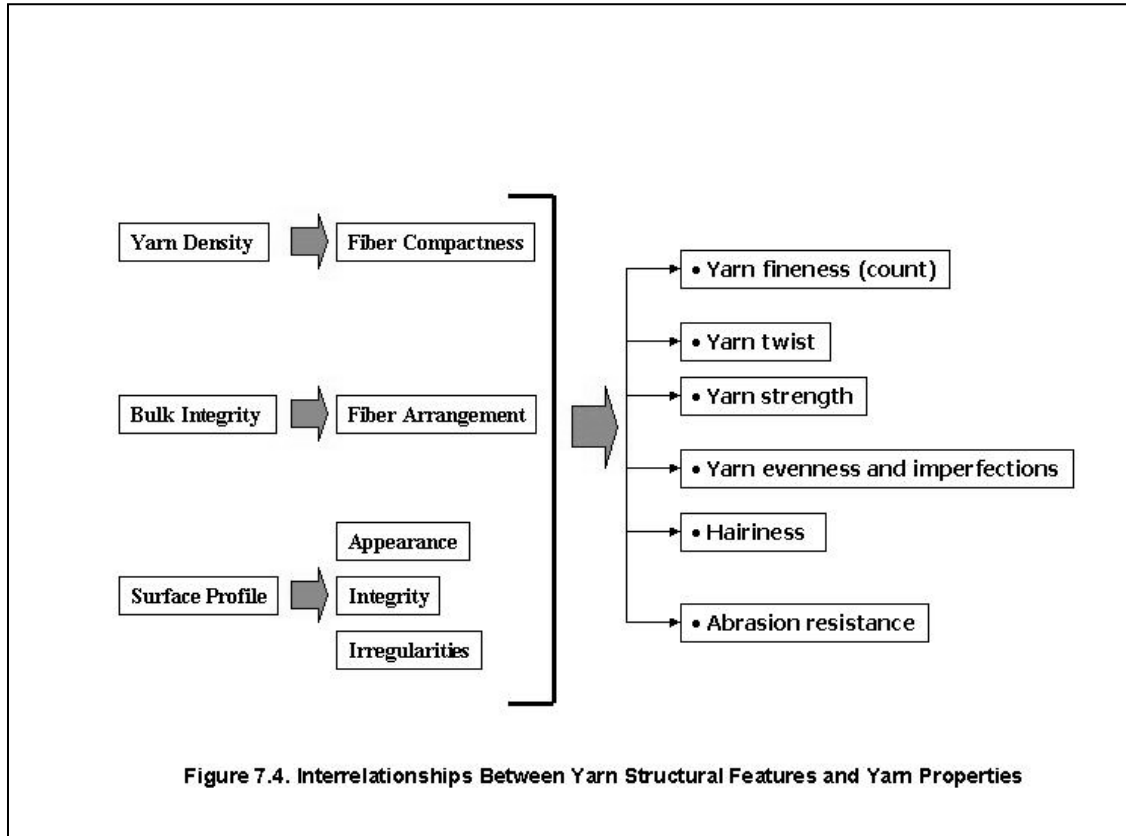 Yarn Density
Fiber Compactness
Bulk Integrity
Fiber Arrangement
Surface Profile
Appearance
Integrity
Irregularities
• Yarn fineness (count)
• Yarn twist
• Yarn strength
• Yarn evenness and imperfections
• Hairiness
• Abrasion resistance
Figure 7.4. Interrelationships Between Yarn Structural Features and Yarn Properties